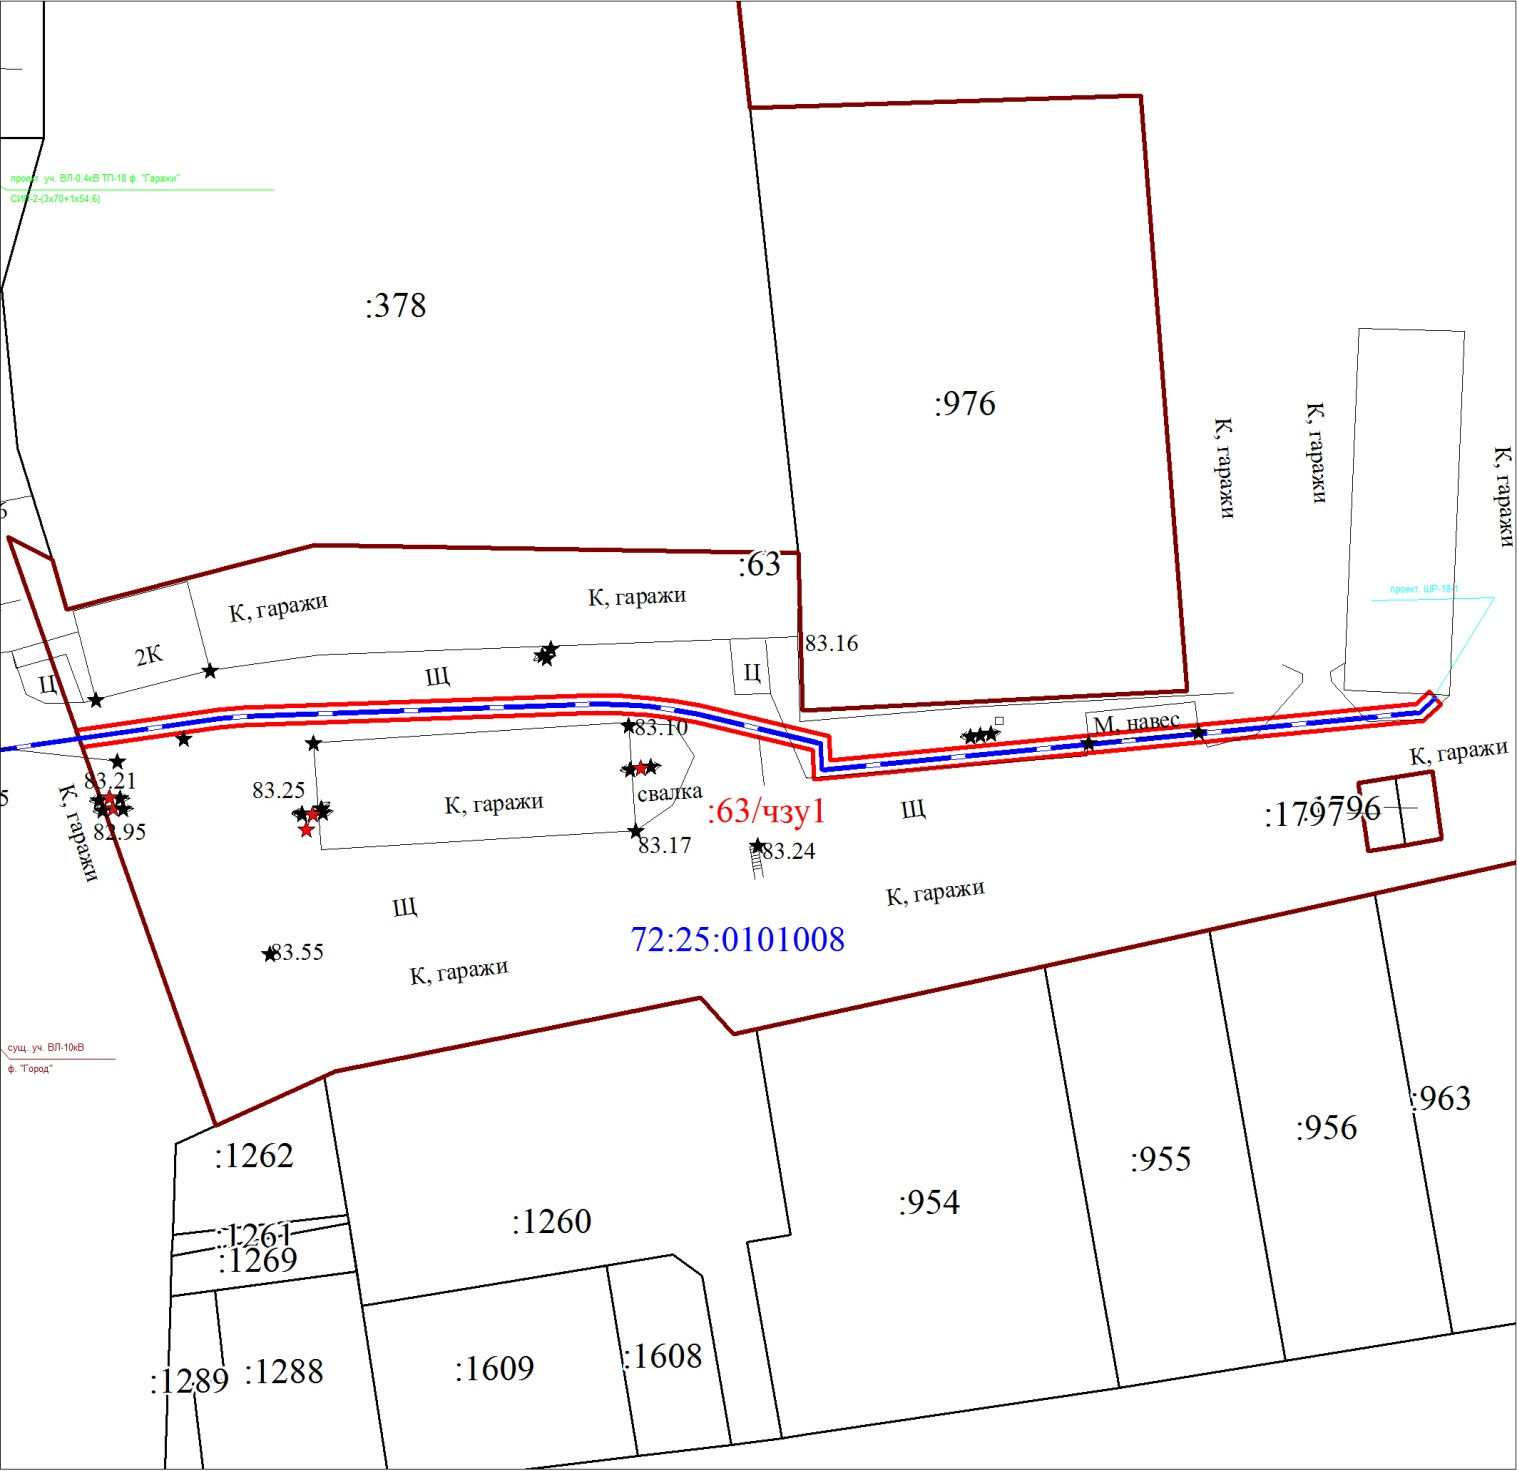 проект. уч. ВЛ-0,4кВ ТП-18 ф. "Гаражи"
СИП-2-(3х70+1х54,6)
:378
:976
К, гаражи
К, гаражи
К, гаражи
:63
проект. ШР-18-1
К, гаражи
К, гаражи
2К
83.16
Ц
Щ
Ц
83.10
М, навес
К, гаражи
83.21
83.25
свалка
К, гаражи
К, гаражи
:63/чзу1
Щ
82.95
83.17
83.24
К, гаражи
Щ
72:25:0101008
83.55
К, гаражи
сущ. уч. ВЛ-10кВ
ф. "Город"
:963
:956
:1262
:955
:954
:1260
:1261
:1269
:1608
:1609
:1288
:1289